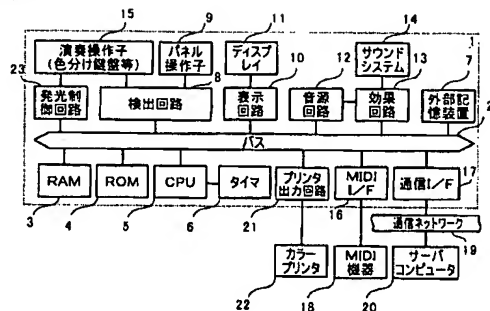 15 9 11 14
演奏操作子
(色分け鍵盤等)
パネル
操作子
ディスプ
レイ
サウンド
システム
1
23 8 10 12 13 7
発光制
御回路
検出回路
表示
回路
音源
回路
効果
回路
外部記
憶装置
2
バス
RAM
ROM
CPU
タイマ
プリンタ
出力回路
MIDI
I/F
通信I/F
17
3 4 5 6 21 16
通信ネットワーク
19
カラー
プリンタ
MIDI
機器
サーバ
コンピュータ
22 18 20